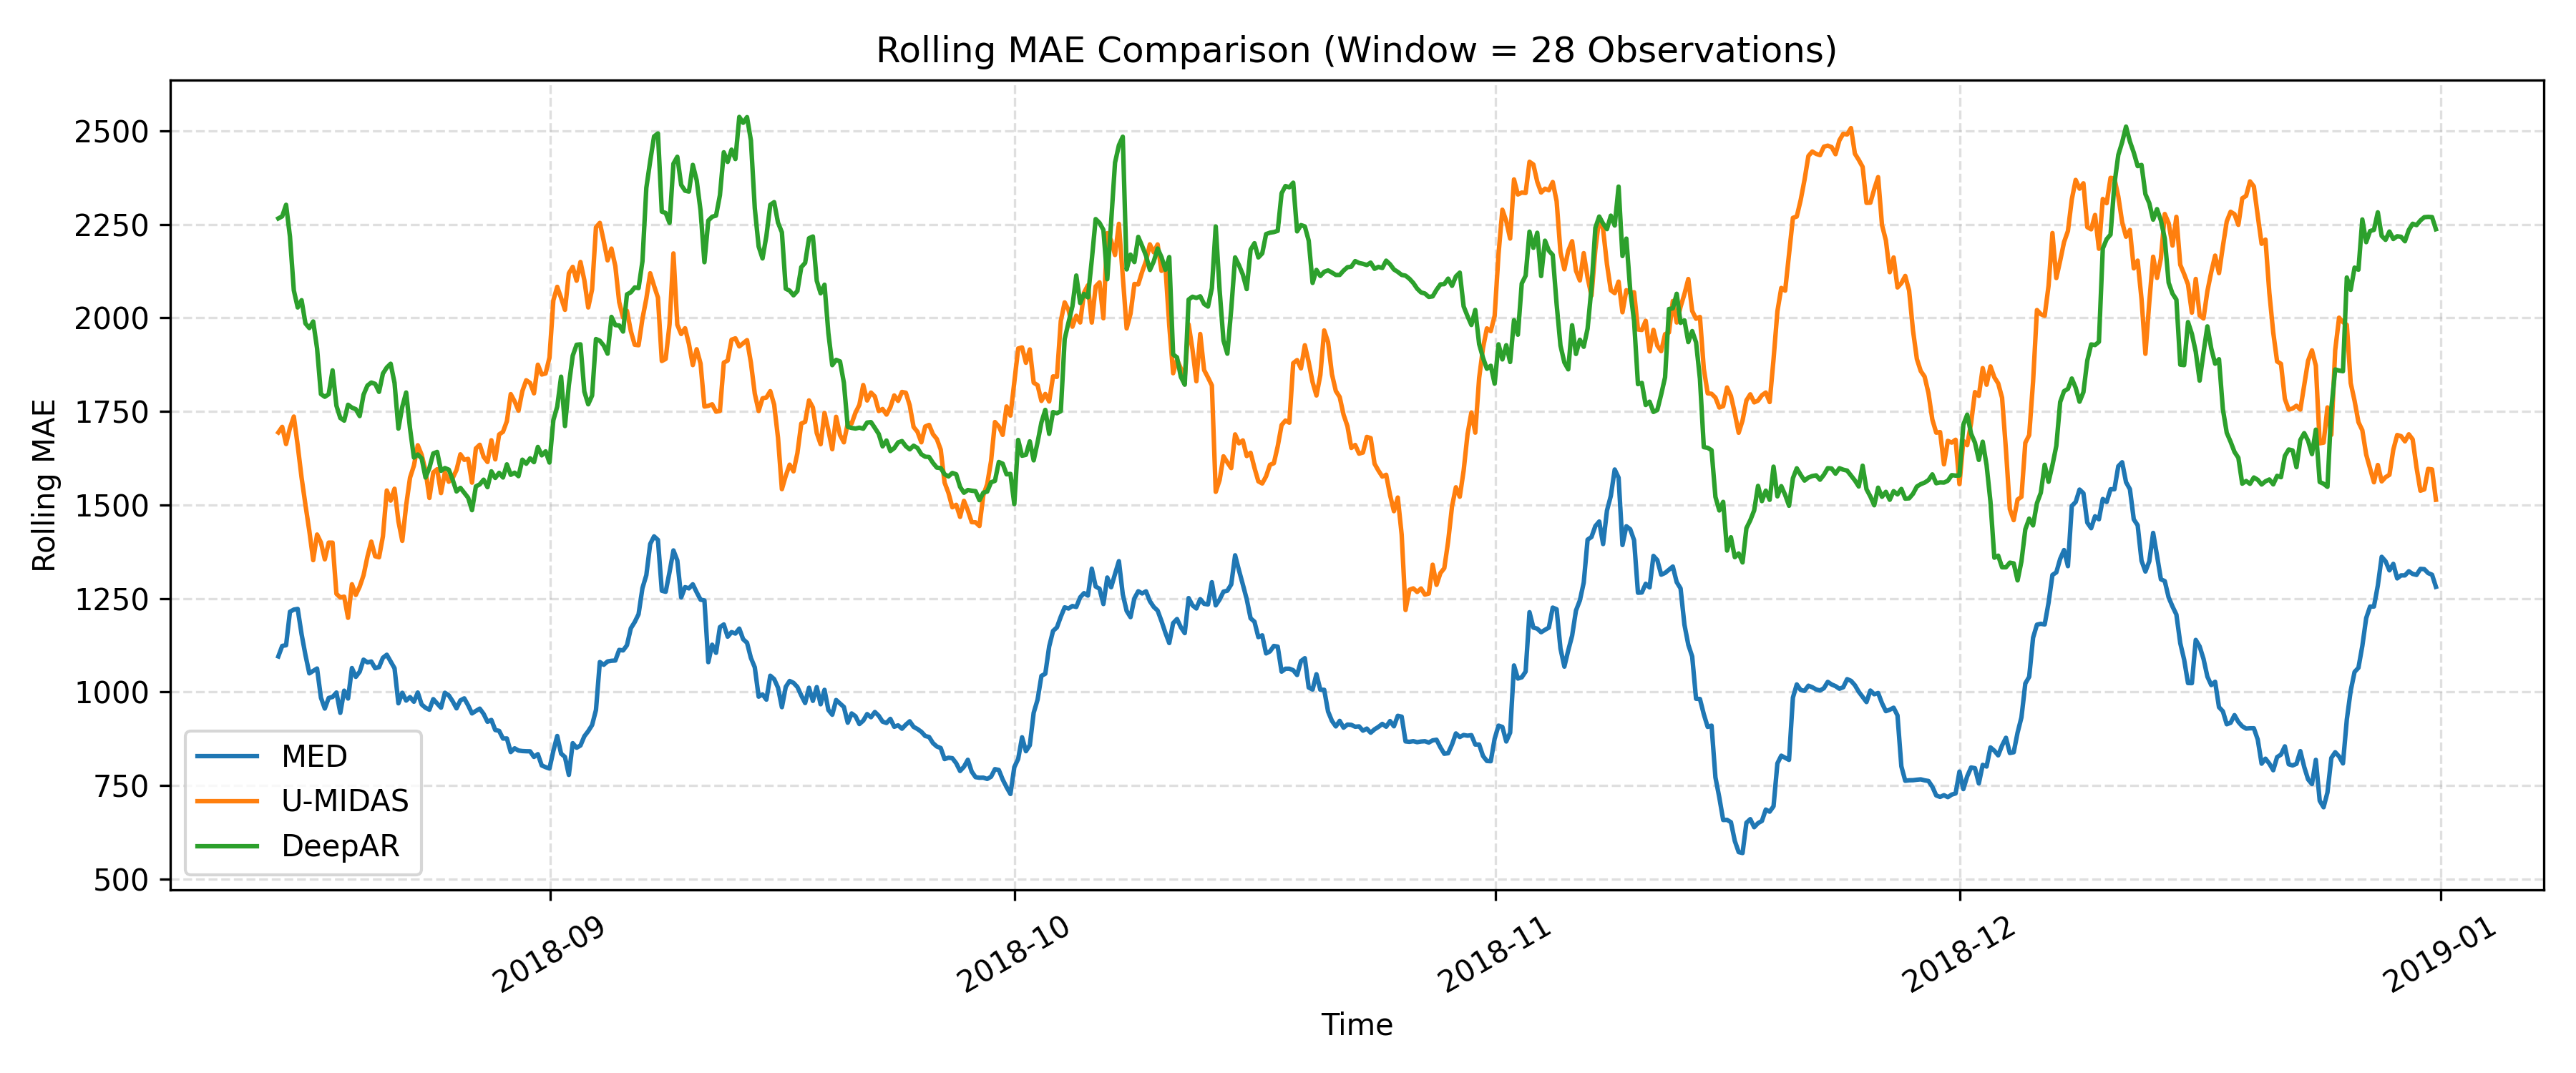 Rolling MAE Comparison (Window = 28 Observations)
Rolling MAE
2500
2250
2000
1750
1500
1250
1000
750
500
MED
U-MIDAS
DeepAR
2018-09
2018-10
2018-11
2018-12
2019-01
Time